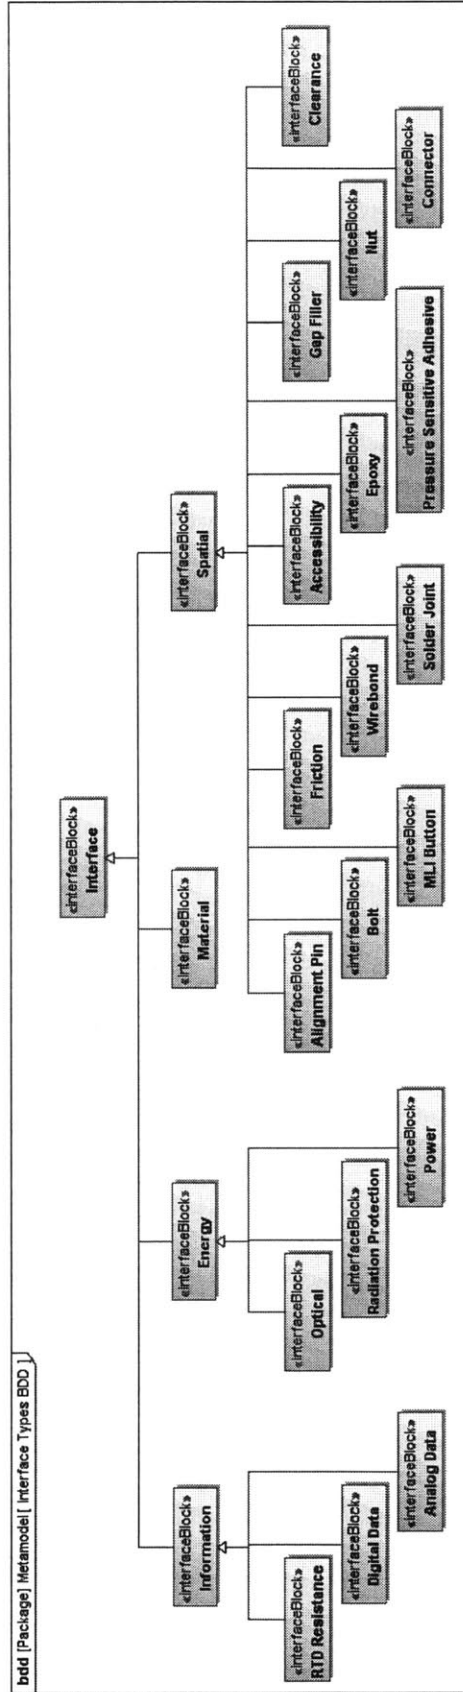 bdd [Package] Metamodel [ Interface Types BDD ]
«interfaceBlock»
Interface
«interfaceBlock»
Information
«interfaceBlock»
Energy
«interfaceBlock»
Material
«interfaceBlock»
Spatial
«interfaceBlock»
RTD Resistance
«interfaceBlock»
Digital Data
«interfaceBlock»
Analog Data
«interfaceBlock»
Optical
«interfaceBlock»
Radiation Protection
«interfaceBlock»
Power
«interfaceBlock»
Alignment Pin
«interfaceBlock»
Bolt
«interfaceBlock»
MLI Button
«interfaceBlock»
Friction
«interfaceBlock»
Wirebond
«interfaceBlock»
Solder Joint
«interfaceBlock»
Accessibility
«interfaceBlock»
Epoxy
«interfaceBlock»
Pressure Sensitive Adhesive
«interfaceBlock»
Gap Filler
«interfaceBlock»
Nut
«interfaceBlock»
Connector
«interfaceBlock»
Clearance